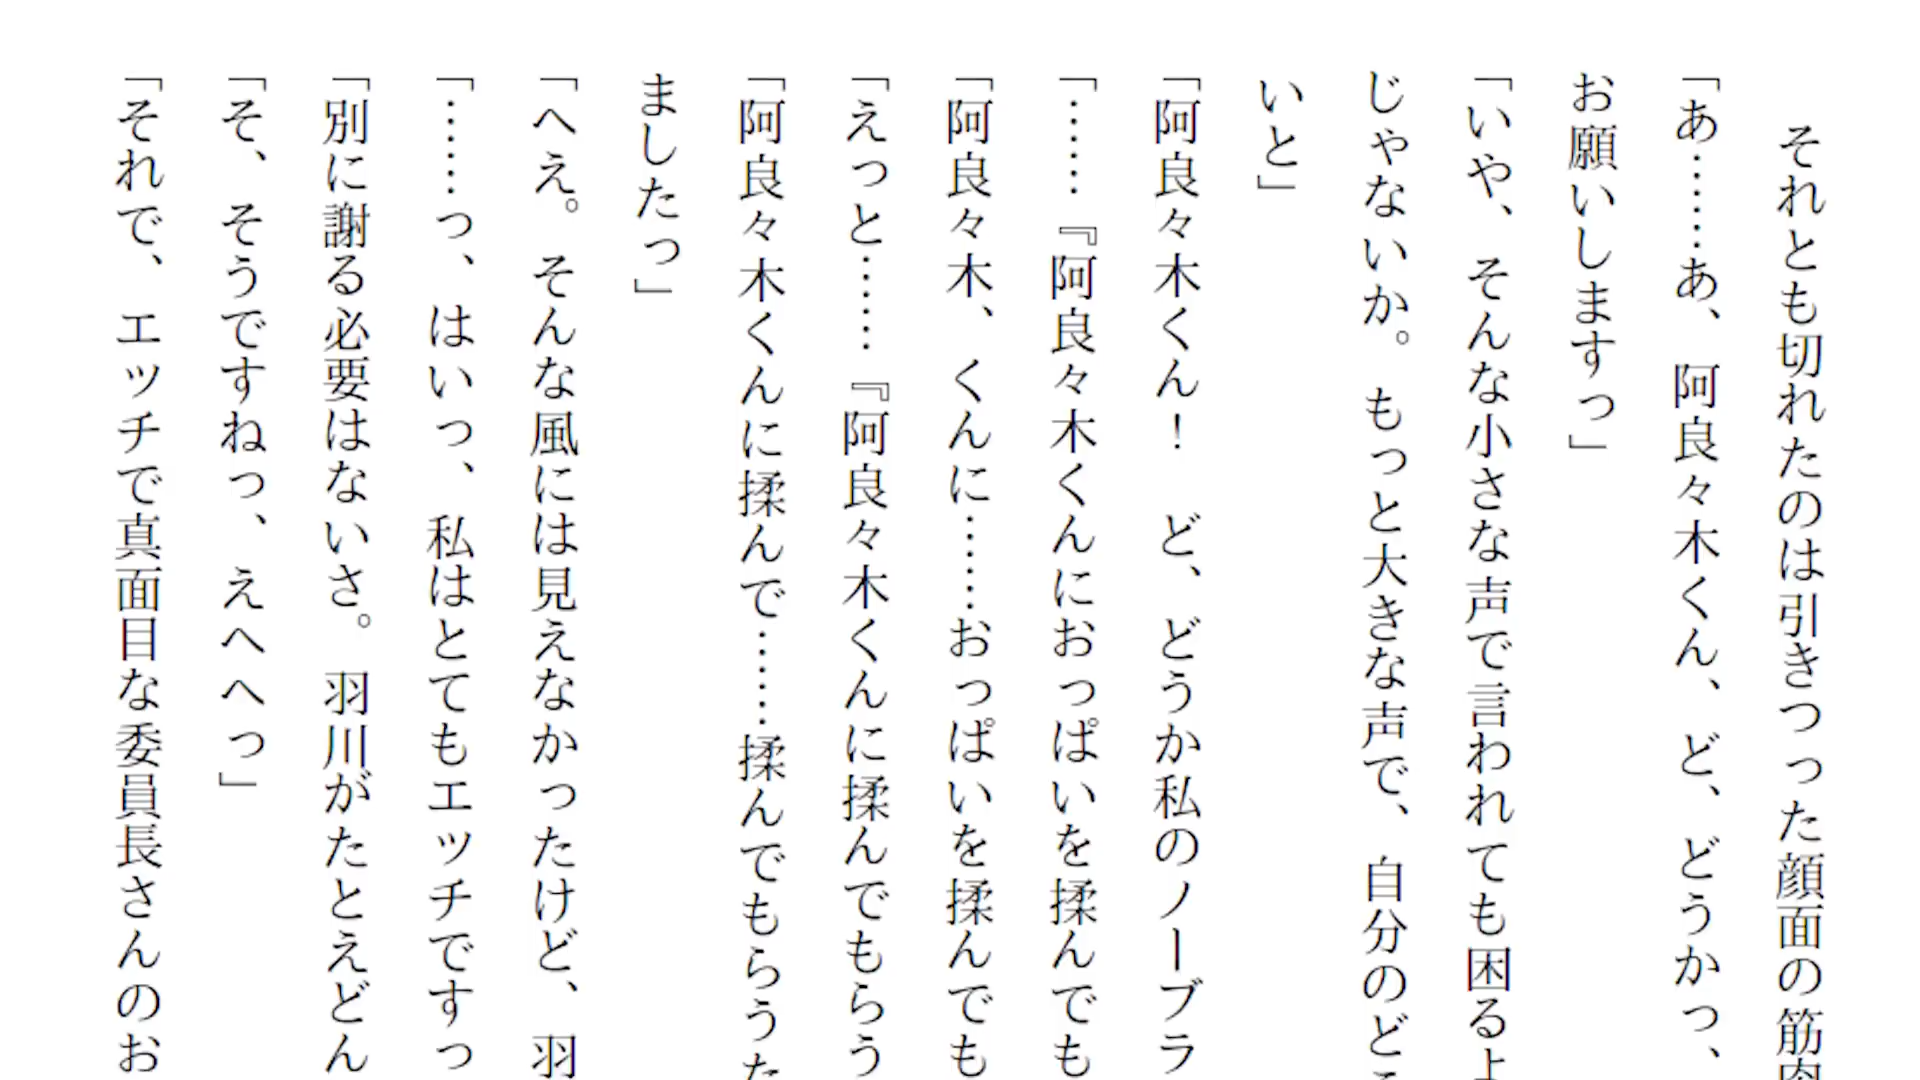 それとも切れたのは引きつった顔面の筋肉
「あ……あ、阿良々木くん、ど、どうかっ、
お願いしますっ」
「いや、そんな小さな声で言われても困るよ
じゃないか。もっと大きな声で、自分のどこ
いと」
「阿良々木くん！　ど、どうか私のノーブラ
「……『阿良々木くんにおっぱいを揉んでも
「阿良々木、くんに……おっぱいを揉んでも
「えっと……『阿良々木くんに揉んでもらう
「阿良々木くんに揉んで……揉んでもらうた
ましたっ」
「へえ。そんな風には見えなかったけど、羽
「……っ、はいっ、私はとてもエッチですっ
「別に謝る必要はないさ。羽川がたとえどん
「そ、そうですねっ、えへへっ」
「それで、エッチで真面目な委員長さんのお